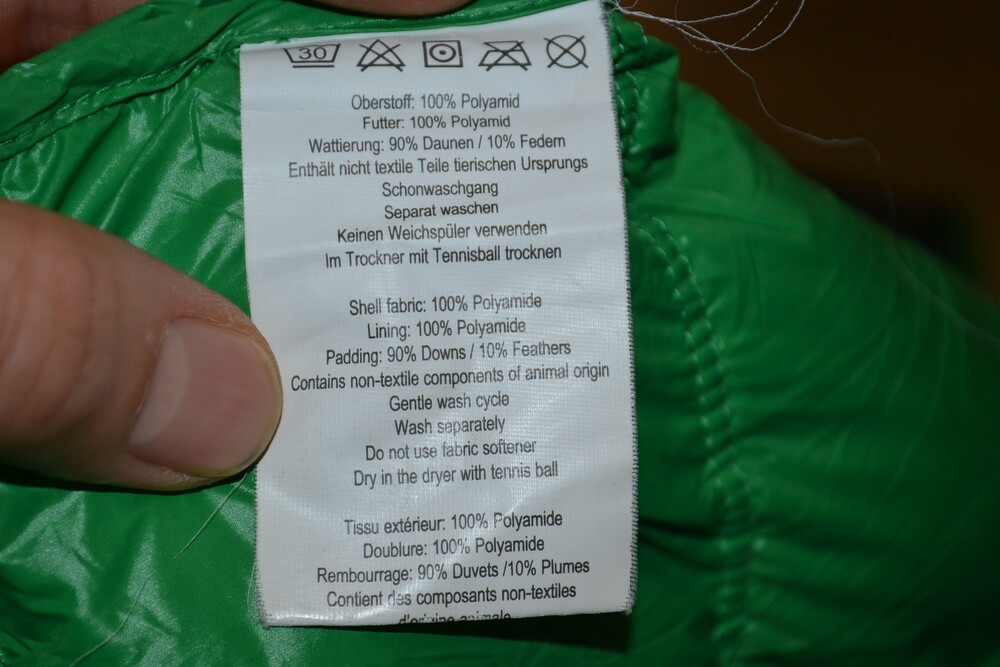 30
Oberstoff: 100% Polyamid
Futter: 100% Polyamid
Wattierung: 90% Daunen / 10% Federn
Enthält nicht textile Teile tierischen Ursprungs
Schonwaschgang
Separat waschen
Keinen Weichspüler verwenden
Im Trockner mit Tennisball trocknen
Shell fabric: 100% Polyamide
Lining: 100% Polyamide
Padding: 90% Downs / 10% Feathers
Contains non-textile components of animal origin
Gentle wash cycle
Wash separately
Do not use fabric softener
Dry in the dryer with tennis ball
Tissu extérieur: 100% Polyamide
Doublure: 100% Polyamide
Rembourrage: 90% Duvets /10% Plumes
Contient des composants non-textiles
d'origine animale